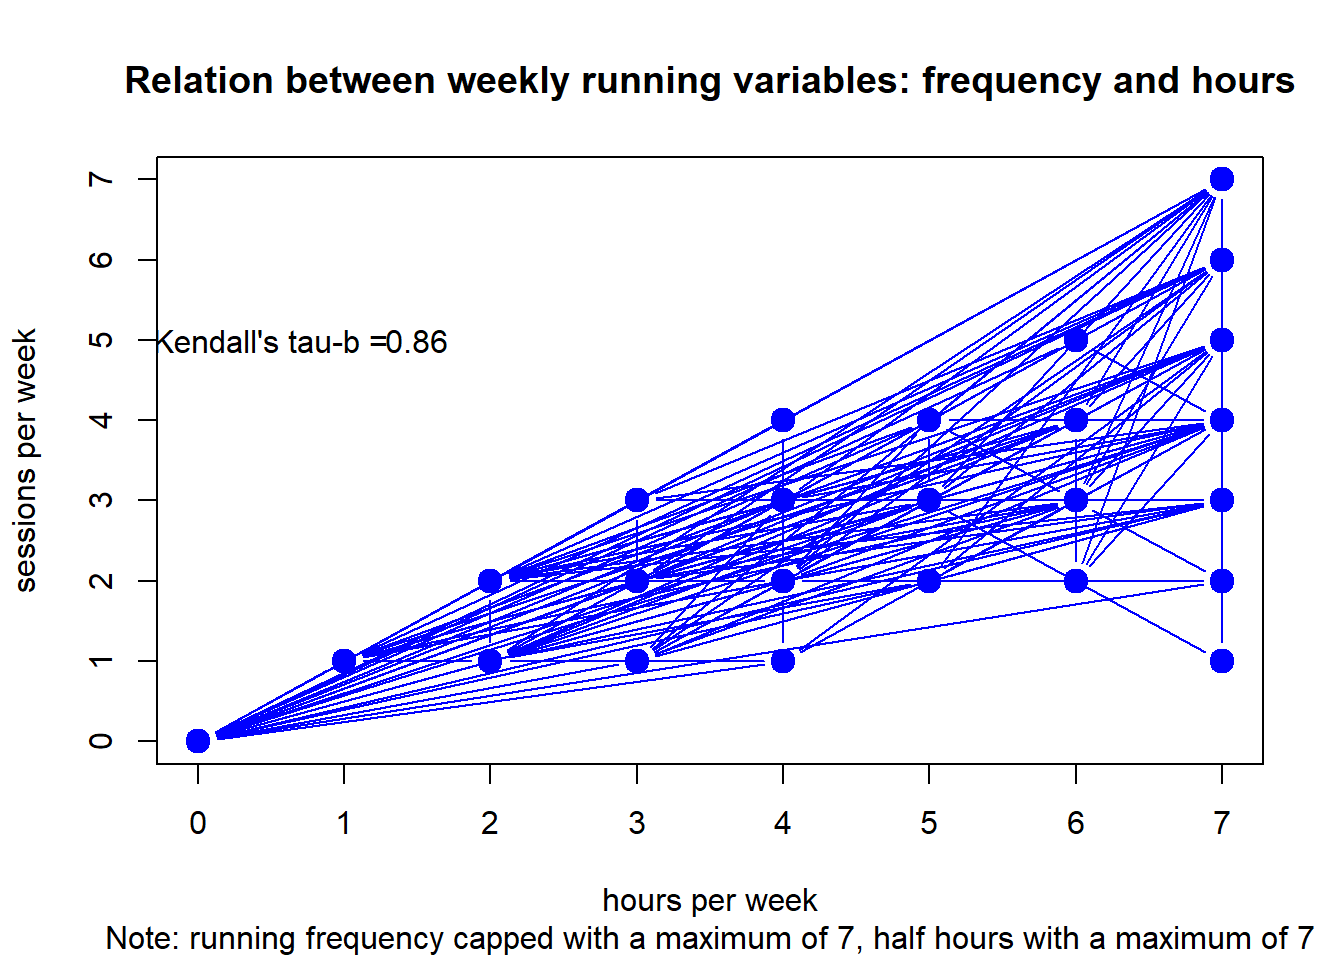 Relation between weekly running variables: frequency and hours
7
6
5
4
3
2
1
0
sessions per week
Kendall's tau-b =0.86
0 1 2 3 4 5 6 7
hours per week
Note: running frequency capped with a maximum of 7, half hours with a maximum of 7